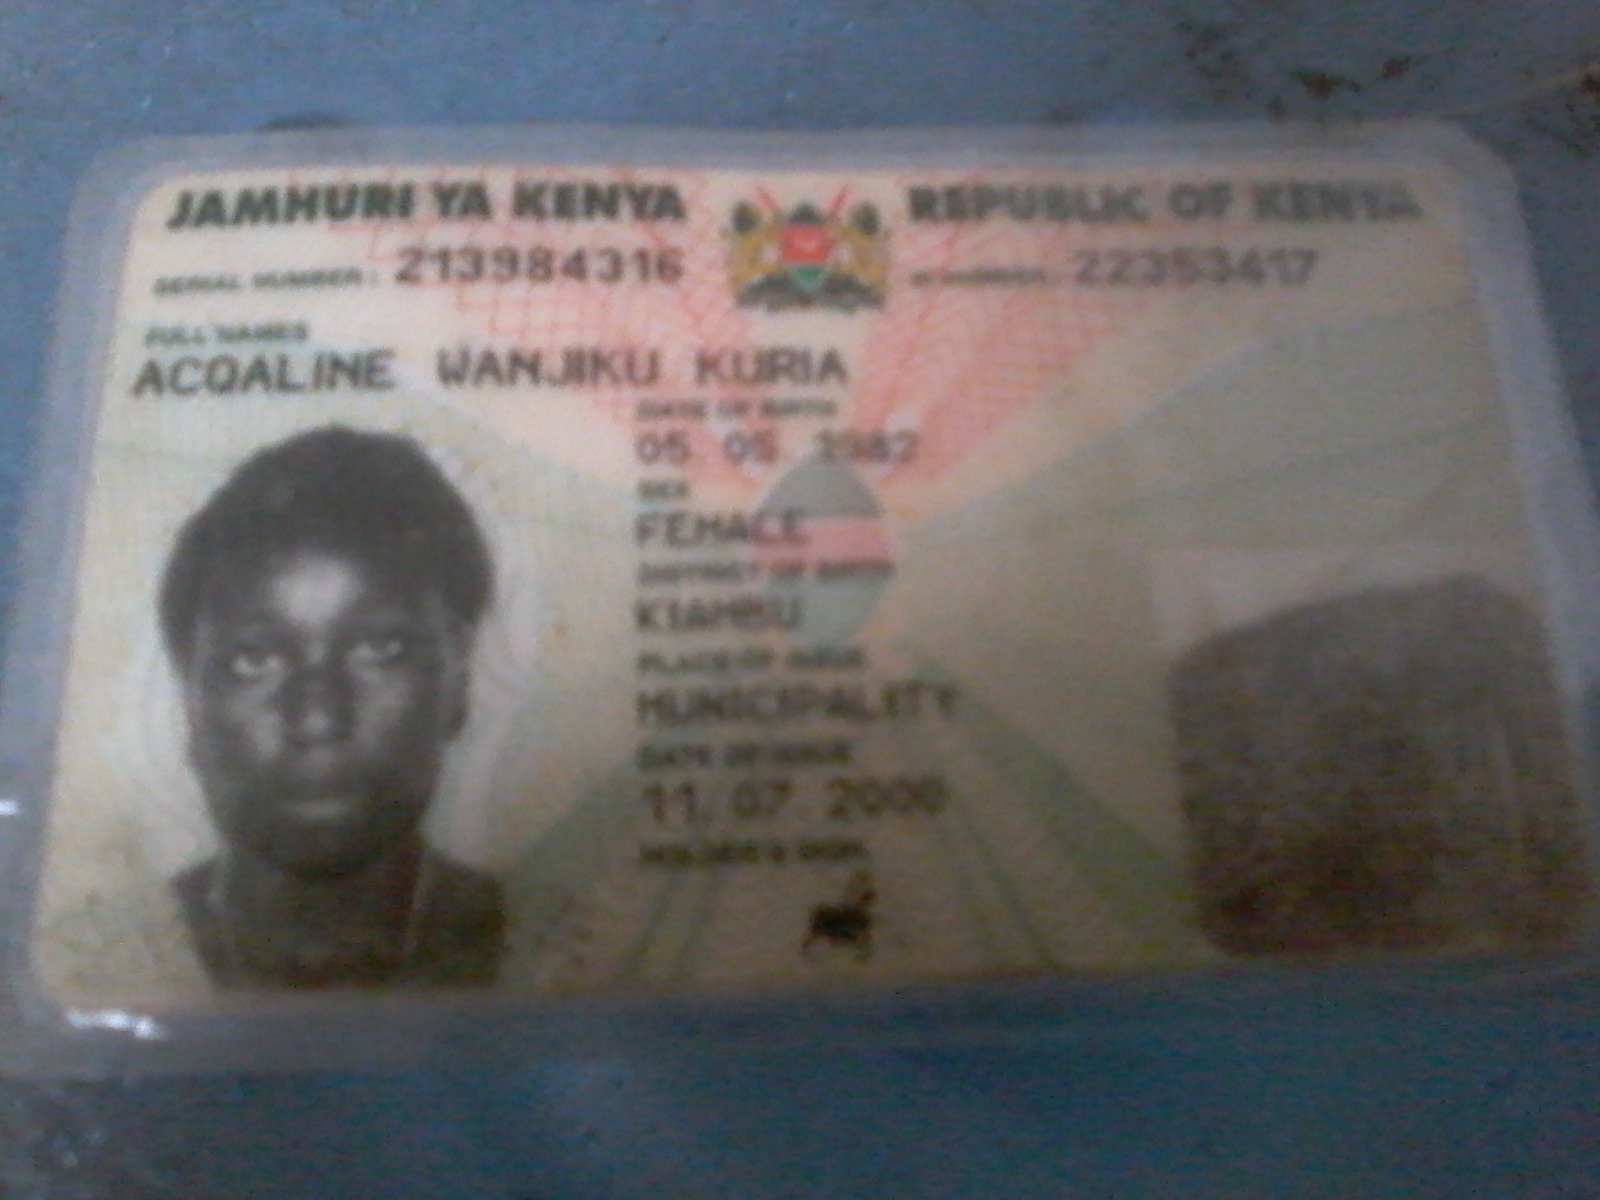 JAMHURI YA KENYA
REPUBLIC OF KENYA
SERIAL NUMBER: 213984316
ID NUMBER: 22353417
FULL NAMES
ACQALINE WANJIKU KURIA
DATE OF BIRTH
05. 05. 1982
SEX
FEMALE
DISTRICT OF BIRTH
KIAMBU
PLACE OF ISSUE
MUNICIPALITY
DATE OF ISSUE
11. 07. 2000
HOLDER'S SIGN.